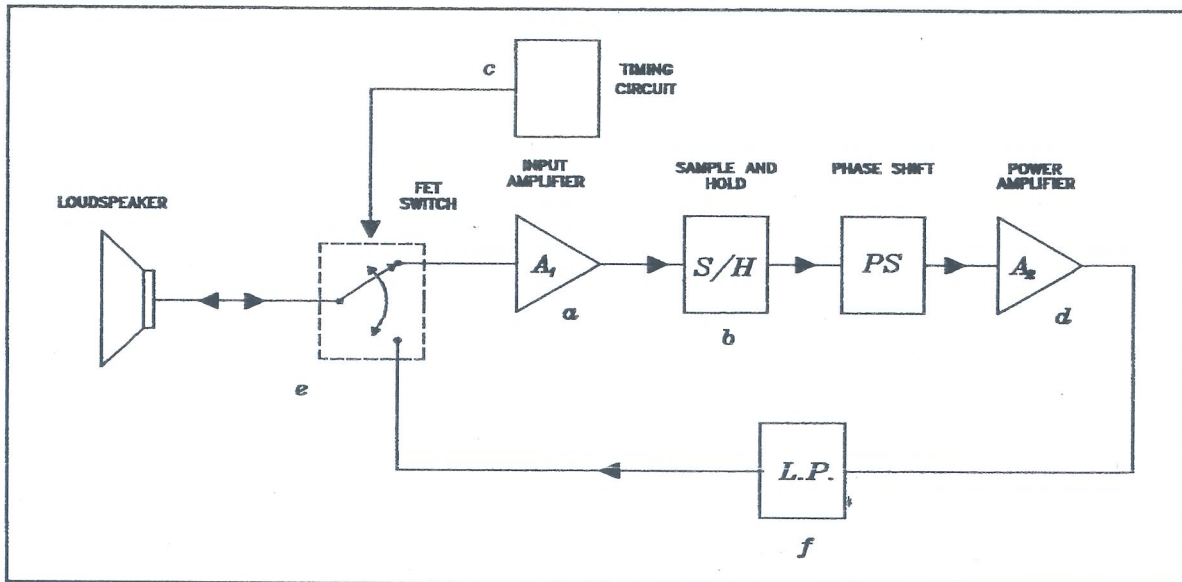 c
TIMING
CIRCUIT
INPUT
AMPLIFIER
SAMPLE AND
HOLD
PHASE SHIFT
POWER
AMPLIFIER
LOUDSPEAKER
FET
SWITCH
A₁
S/H
PS
A₂
a
b
d
e
L.P.
f